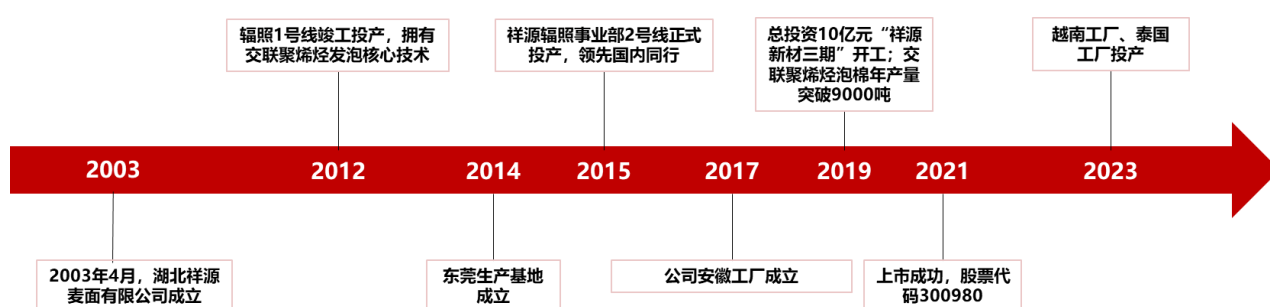 辐照1号线竣工投产，拥有
交联聚烯烃发泡核心技术
祥源辐照事业部2号线正式
投产，领先国内同行
总投资10亿元“祥源
新材三期”开工；交
联聚烯烃泡棉年产量
突破9000吨
越南工厂、泰国
工厂投产
2003
2012
2014
2015
2017
2019
2021
2023
2003年4月，湖北祥源
麦面有限公司成立
东莞生产基地
成立
公司安徽工厂成立
上市成功，股票代
码300980